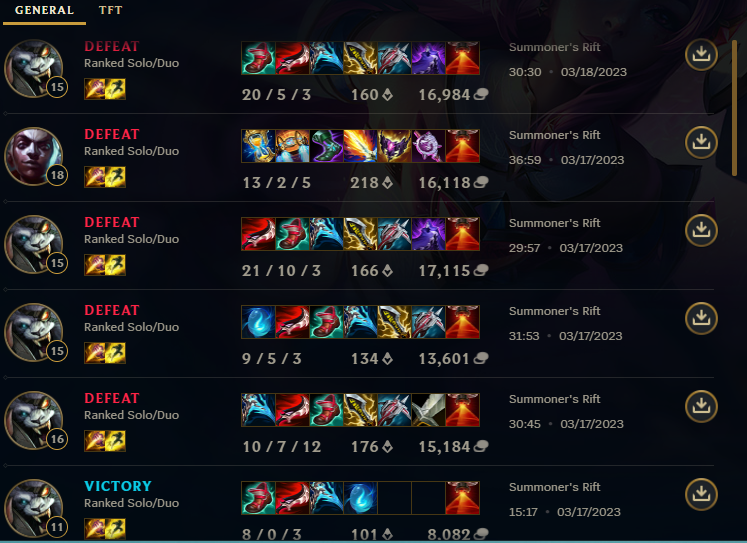 GENERAL TFT
DEFEAT
Ranked Solo/Duo
15
20 / 5 / 3 160 16,984
Summoner's Rift
30:30 • 03/18/2023
DEFEAT
Ranked Solo/Duo
18
13 / 2 / 5 218 16,118
Summoner's Rift
36:59 • 03/17/2023
DEFEAT
Ranked Solo/Duo
15
21 / 10 / 3 166 17,115
Summoner's Rift
29:57 • 03/17/2023
DEFEAT
Ranked Solo/Duo
15
9 / 5 / 3 134 13,601
Summoner's Rift
31:53 • 03/17/2023
DEFEAT
Ranked Solo/Duo
16
10 / 7 / 12 176 15,184
Summoner's Rift
30:45 • 03/17/2023
VICTORY
Ranked Solo/Duo
11
8 / 0 / 3 101 8,082
Summoner's Rift
15:17 • 03/17/2023